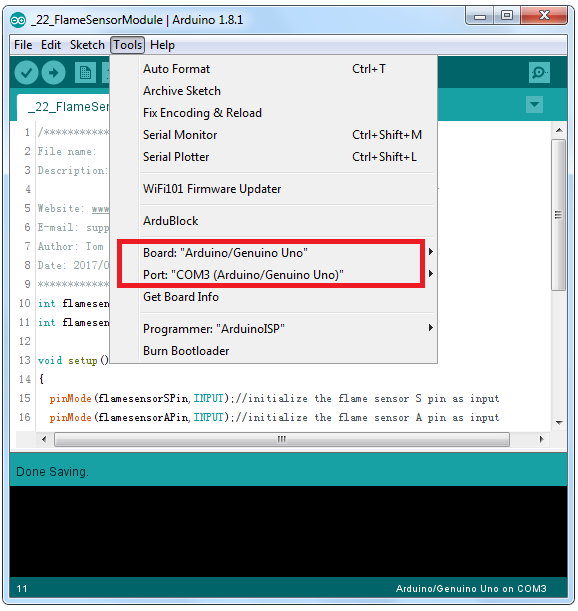 _22_FlameSensorModule | Arduino 1.8.1
File Edit Sketch Tools Help
_22_FlameSer
Auto Format Ctrl+T
Archive Sketch
Fix Encoding & Reload
Serial Monitor Ctrl+Shift+M
Serial Plotter Ctrl+Shift+L
WiFi101 Firmware Updater
ArduBlock
Board: "Arduino/Genuino Uno"
Port: "COM3 (Arduino/Genuino Uno)"
Get Board Info
Programmer: "ArduinoISP"
Burn Bootloader
1 /************
2 File name:
3 Description:
4
5 Website: www
6 E-mail: supp
7 Author: Tom
8 Date: 2017/0
9 *************
10 int flamesen
11 int flamesen
12
13 void setup()
14 {
15 pinMode(flamesensorSPin,INPUT);//initialize the flame sensor S pin as input
16 pinMode(flamesensorAPin,INPUT);//initialize the flame sensor A pin as input
Done Saving.
11 Arduino/Genuino Uno on COM3